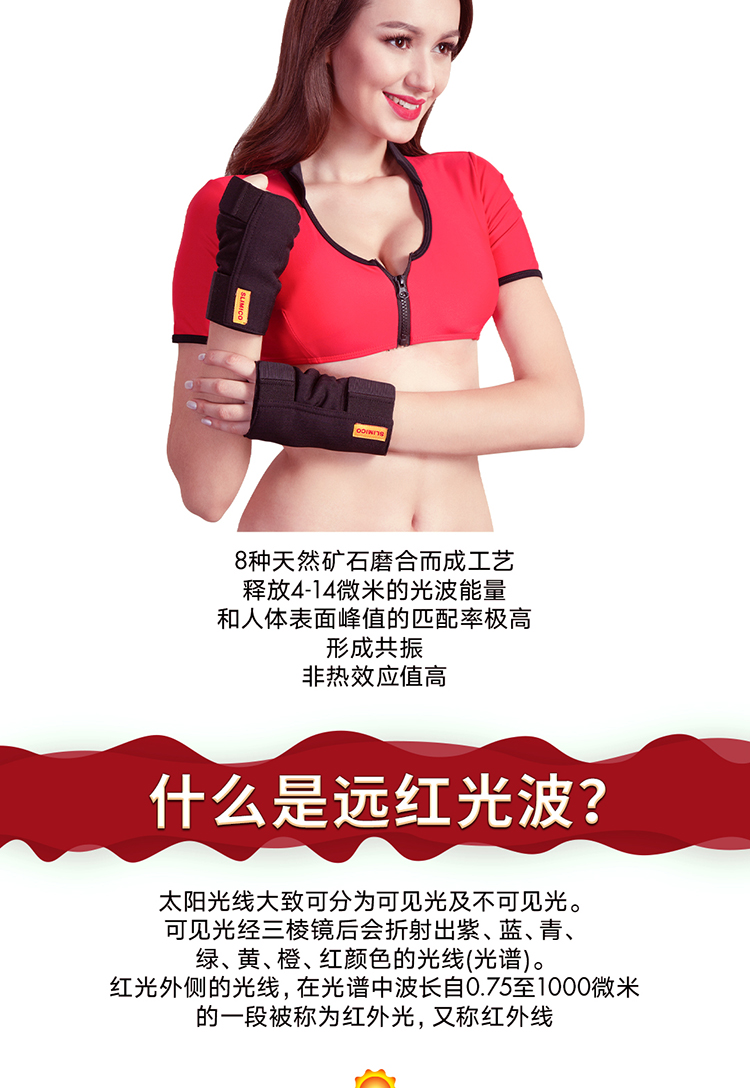 SLIMICO
SLIMICO
8种天然矿石磨合而成工艺
释放4-14微米的光波能量
和人体表面峰值的匹配率极高
形成共振
非热效应值高
什么是远红光波?
太阳光线大致可分为可见光及不可见光。
可见光经三棱镜后会折射出紫、蓝、青、
绿、黄、橙、红颜色的光线(光谱)。
红光外侧的光线, 在光谱中波长自0.75至1000微米
的一段被称为红外光, 又称红外线